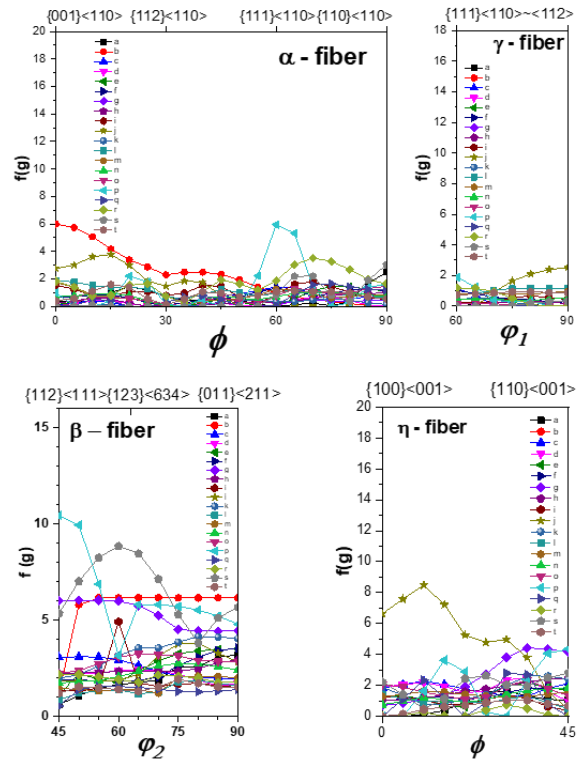 {001}<110> {112}<110> {111}<110> {110}<110>
α - fiber
f(g)
20
18
16
14
12
10
8
6
4
2
0
a
b
c
d
e
f
g
h
i
j
k
l
m
n
o
p
q
r
s
t
0 30 60 90
ϕ
{111}<110>~<112>
γ - fiber
f(g)
18
16
14
12
10
8
6
4
2
0
a
b
c
d
e
f
g
h
i
j
k
l
m
n
o
p
q
r
s
t
60 70 80 90
φ1
{112}<111> {123}<634> {011}<211>
β – fiber
f (g)
15
10
5
0
a
b
c
d
e
f
g
h
i
j
k
l
m
n
o
p
q
r
s
t
45 60 75 90
φ2
{100}<001> {110}<001>
η - fiber
f(g)
20
18
16
14
12
10
8
6
4
2
0
a
b
c
d
e
f
g
h
i
j
k
l
m
n
o
p
q
r
s
t
0 45
ϕ